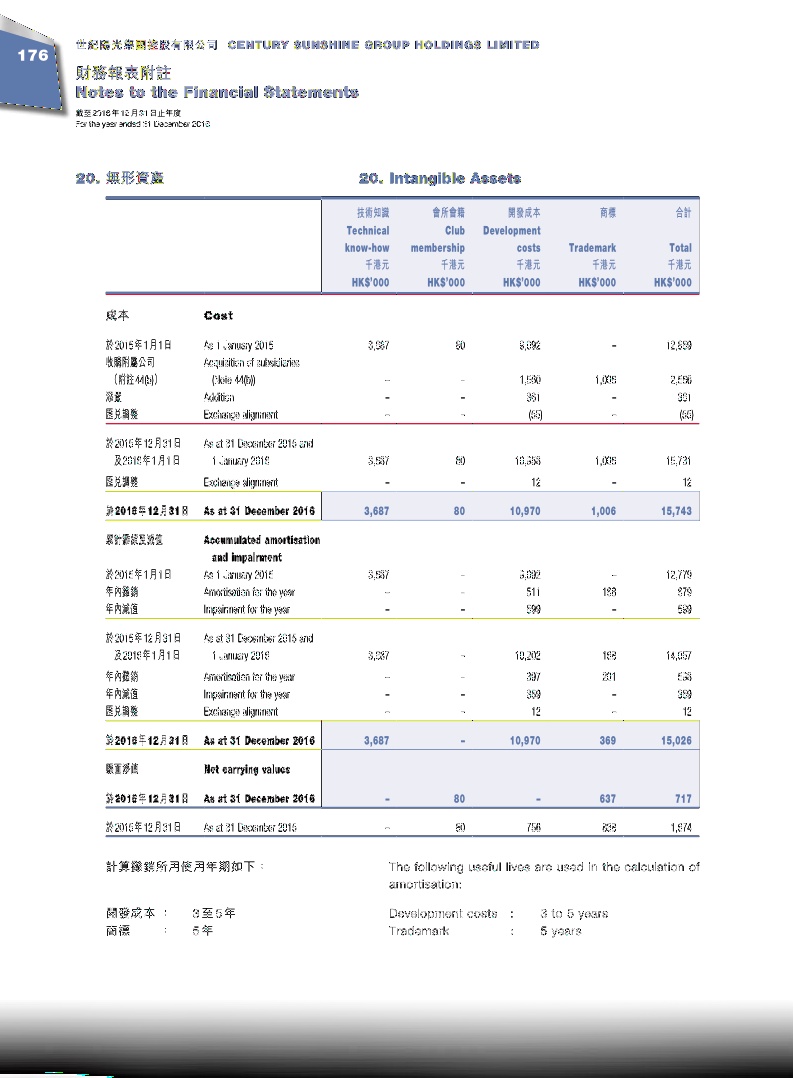 176
世紀陽光集團控股有限公司 CENTURY SUNSHINE GROUP HOLDINGS LIMITED
財務報表附註
Notes to the Financial Statements
截至2016年12月31日止年度
For the year ended 31 December 2016
20. 無形資產 20. Intangible Assets
技術知識 會所會籍 開發成本 商標 合計
Technical Club Development
know-how membership costs Trademark Total
千港元 千港元 千港元 千港元 千港元
HK$'000 HK$'000 HK$'000 HK$'000 HK$'000
成本 Cost
於2015年1月1日 As 1 January 2015 3,687 80 9,092 – 12,859
收購附屬公司 Acquisition of subsidiaries
（附註44(b)） (Note 44(b)) – – 1,560 1,006 2,566
添置 Addition – – 361 – 361
匯兌調整 Exchange alignment – – (55) – (55)
於2015年12月31日 As at 31 December 2015 and
及2016年1月1日 1 January 2016 3,687 80 10,958 1,006 15,731
匯兌調整 Exchange alignment – – 12 – 12
於2016年12月31日 As at 31 December 2016 3,687 80 10,970 1,006 15,743
累計攤銷及減值 Accumulated amortisation
and impairment
於2015年1月1日 As 1 January 2015 3,687 – 9,092 – 12,779
年內攤銷 Amortisation for the year – – 511 168 679
年內減值 Impairment for the year – – 599 – 599
於2015年12月31日 As at 31 December 2015 and
及2016年1月1日 1 January 2016 3,687 – 10,202 168 14,057
年內攤銷 Amortisation for the year – – 397 201 598
年內減值 Impairment for the year – – 359 – 359
匯兌調整 Exchange alignment – – 12 – 12
於2016年12月31日 As at 31 December 2016 3,687 – 10,970 369 15,026
賬面淨值 Net carrying values
於2016年12月31日 As at 31 December 2016 – 80 – 637 717
於2015年12月31日 As at 31 December 2015 – 80 756 838 1,674
計算攤銷所用使用年期如下： The following useful lives are used in the calculation of
amortisation:
開發成本 ： 3至5年 Development costs : 3 to 5 years
商標 ： 5年 Trademark : 5 years